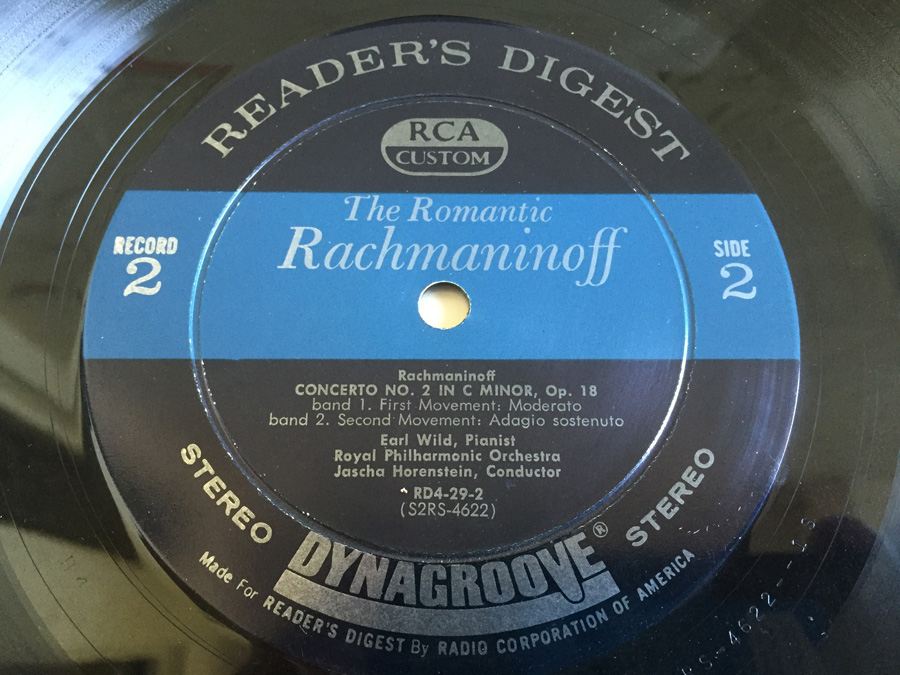 READER'S DIGEST
RCA
CUSTOM
The Romantic
Rachmaninoff
RECORD
2
SIDE
2
Rachmaninoff
CONCERTO NO. 2 IN C MINOR, Op. 18
band 1. First Movement: Moderato
band 2. Second Movement: Adagio sostenuto
Earl Wild, Pianist
Royal Philharmonic Orchestra
Jascha Horenstein, Conductor
RD4-29-2
(S2RS-4622)
STEREO
STEREO
DYNAGROOVE®
Made For READER'S DIGEST By RADIO CORPORATION OF AMERICA